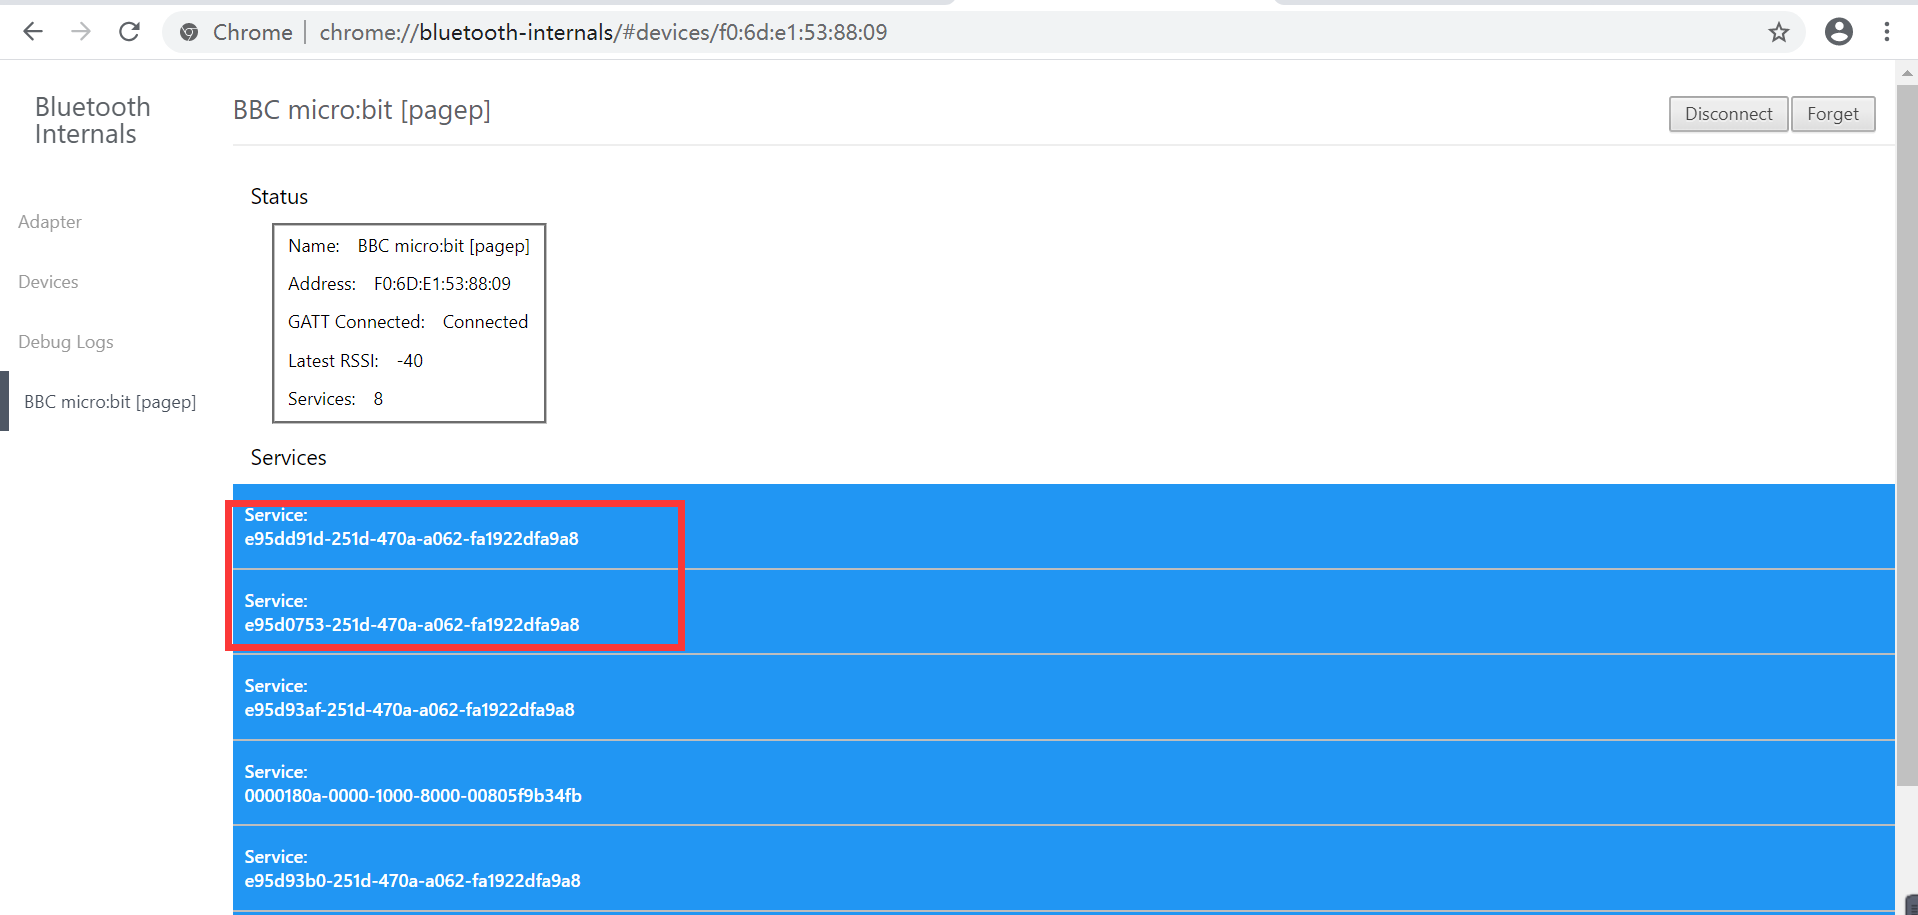 Chrome | chrome://bluetooth-internals/#devices/f0:6d:e1:53:88:09
Bluetooth
Internals
Adapter
Devices
Debug Logs
BBC micro:bit [pagep]
BBC micro:bit [pagep]
Disconnect
Forget
Status
Name: BBC micro:bit [pagep]
Address: F0:6D:E1:53:88:09
GATT Connected: Connected
Latest RSSI: -40
Services: 8
Services
Service:
e95dd91d-251d-470a-a062-fa1922dfa9a8
Service:
e95d0753-251d-470a-a062-fa1922dfa9a8
Service:
e95d93af-251d-470a-a062-fa1922dfa9a8
Service:
0000180a-0000-1000-8000-00805f9b34fb
Service:
e95d93b0-251d-470a-a062-fa1922dfa9a8